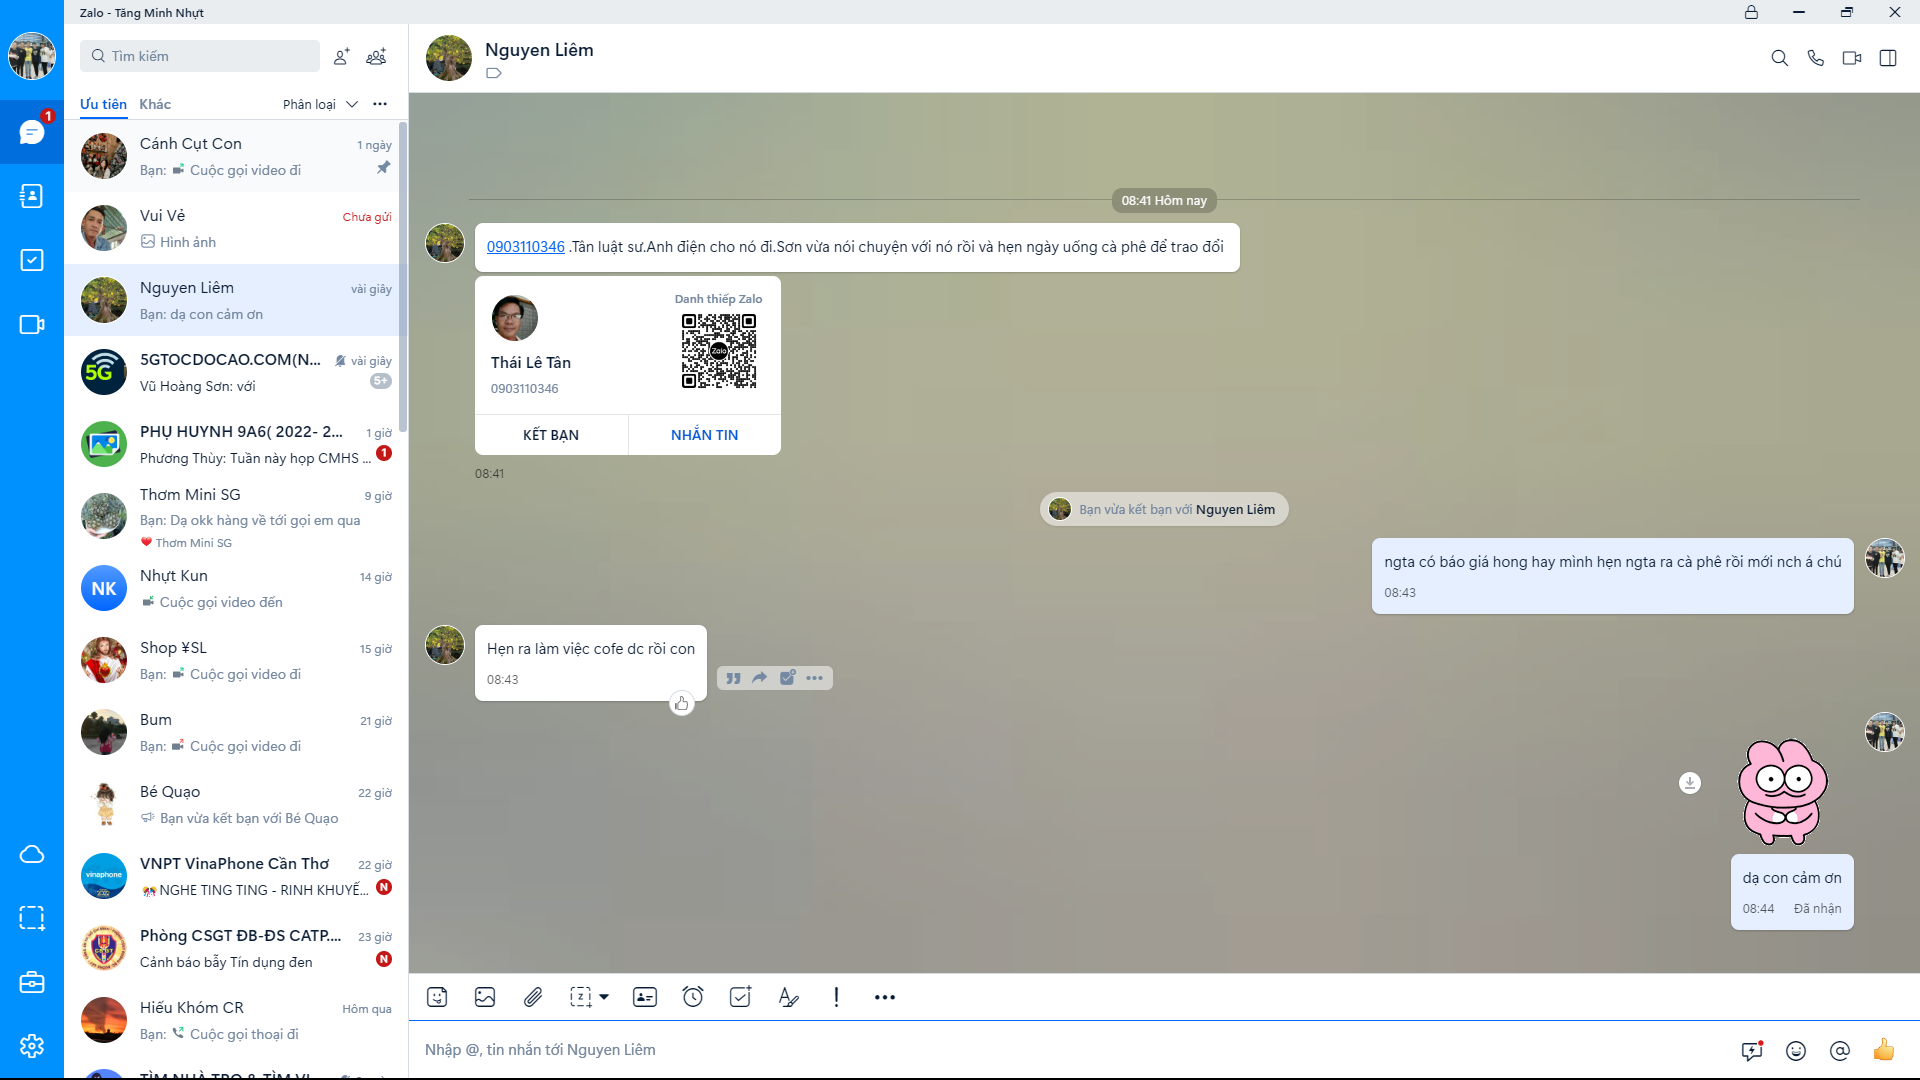 Zalo - Tăng Minh Nhựt
Tìm kiếm
Ưu tiên
Khác
Phân loại
1
Cánh Cụt Con
1 ngày
Bạn: Cuộc gọi video đi
Vui Vẻ
Chưa gửi
Hình ảnh
Nguyen Liêm
vài giây
Bạn: dạ con cảm ơn
5GTOCDOCAO.COM(N...
vài giây
Vũ Hoàng Sơn: với
5+
5G
PHỤ HUYNH 9A6( 2022- 2...
1 giờ
Phương Thùy: Tuần này họp CMHS ...
1
Thơm Mini SG
9 giờ
Bạn: Dạ okk hàng về tới gọi em qua
Thơm Mini SG
NK
Nhựt Kun
14 giờ
Cuộc gọi video đến
Shop ¥SL
15 giờ
Bạn: Cuộc gọi video đi
Bum
21 giờ
Bạn: Cuộc gọi video đi
Bé Quạo
22 giờ
Bạn vừa kết bạn với Bé Quạo
vinaphone
VNPT VinaPhone Cần Thơ
22 giờ
NGHE TING TING - RINH KHUYẾ...
N
Phòng CSGT ĐB-ĐS CATP....
23 giờ
Cảnh báo bẫy Tín dụng đen
N
Hiếu Khóm CR
Hôm qua
Bạn: Cuộc gọi thoại đi
Nguyen Liêm
08:41 Hôm nay
0903110346 .Tân luật sư.Anh điện cho nó đi.Sơn vừa nói chuyện với nó rồi và hẹn ngày uống cà phê để trao đổi
Danh thiếp Zalo
Zalo
Thái Lê Tân
0903110346
KẾT BẠN
NHẮN TIN
08:41
Bạn vừa kết bạn với Nguyen Liêm
ngta có báo giá hong hay mình hẹn ngta ra cà phê rồi mới nch á chú
08:43
Hẹn ra làm việc cofe dc rồi con
08:43
dạ con cảm ơn
08:44 Đã nhận
Nhập @, tin nhắn tới Nguyen Liêm